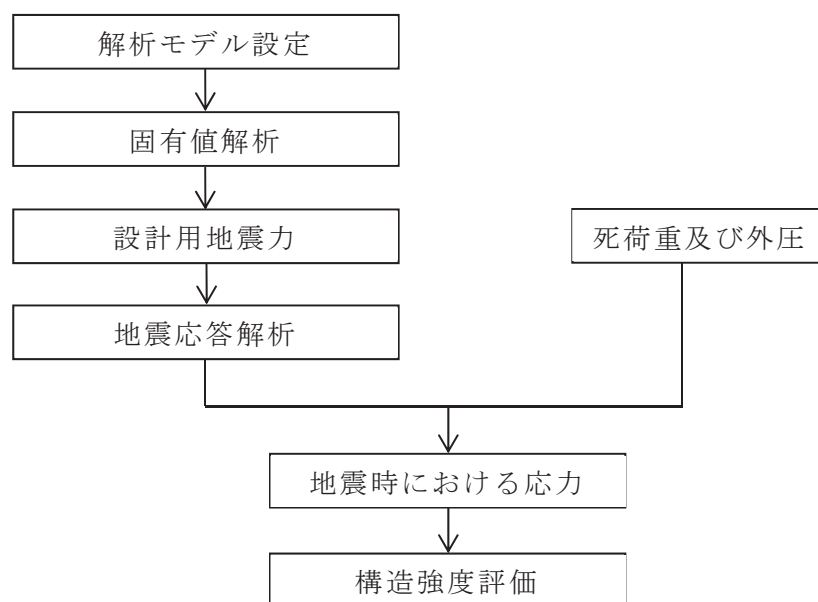 解析モデル設定
固有値解析
設計用地震力
死荷重及び外圧
地震応答解析
地震時における応力
構造強度評価